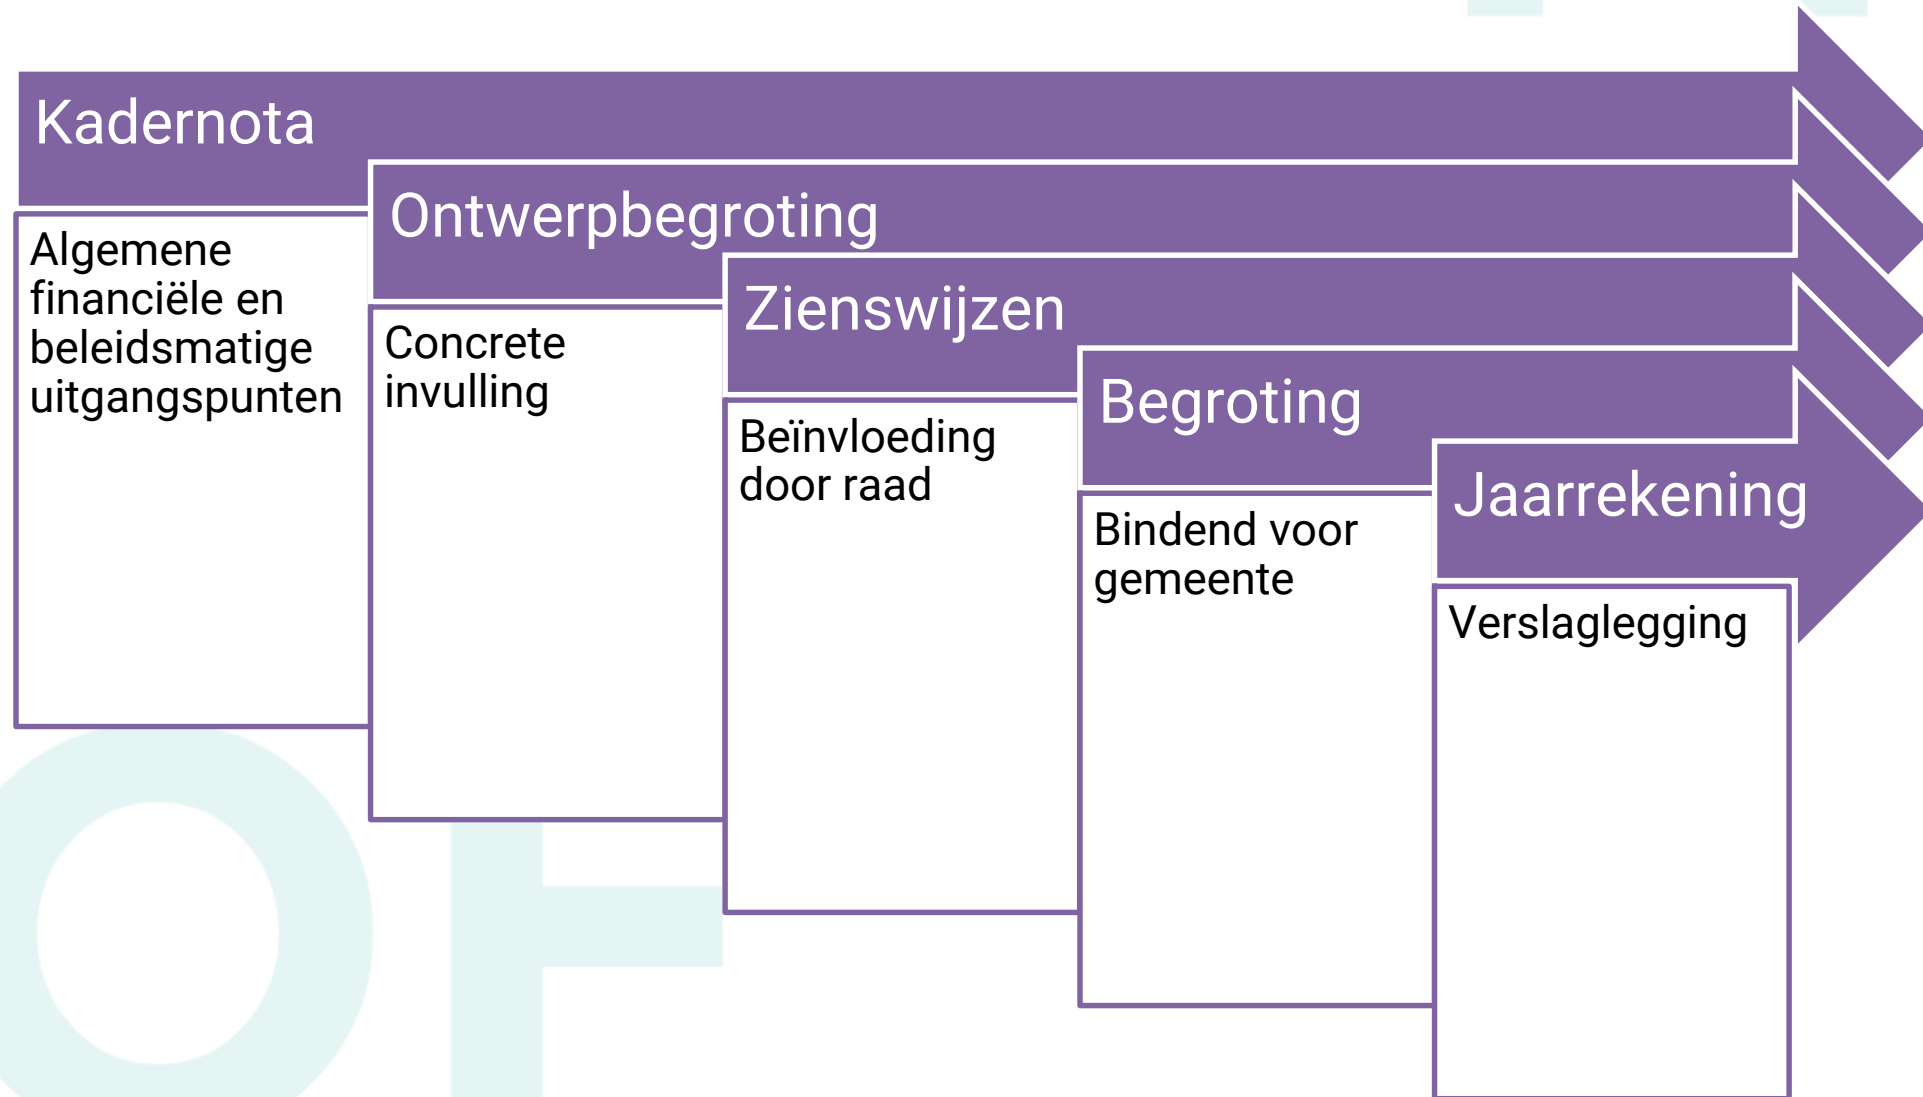 Kadernota
Algemene
financiële en
beleidsmatige
uitgangspunten
Ontwerpbegroting
Concrete
invulling
Zienswijzen
Beïnvloeding
door raad
Begroting
Bindend voor
gemeente
Jaarrekening
Verslaglegging